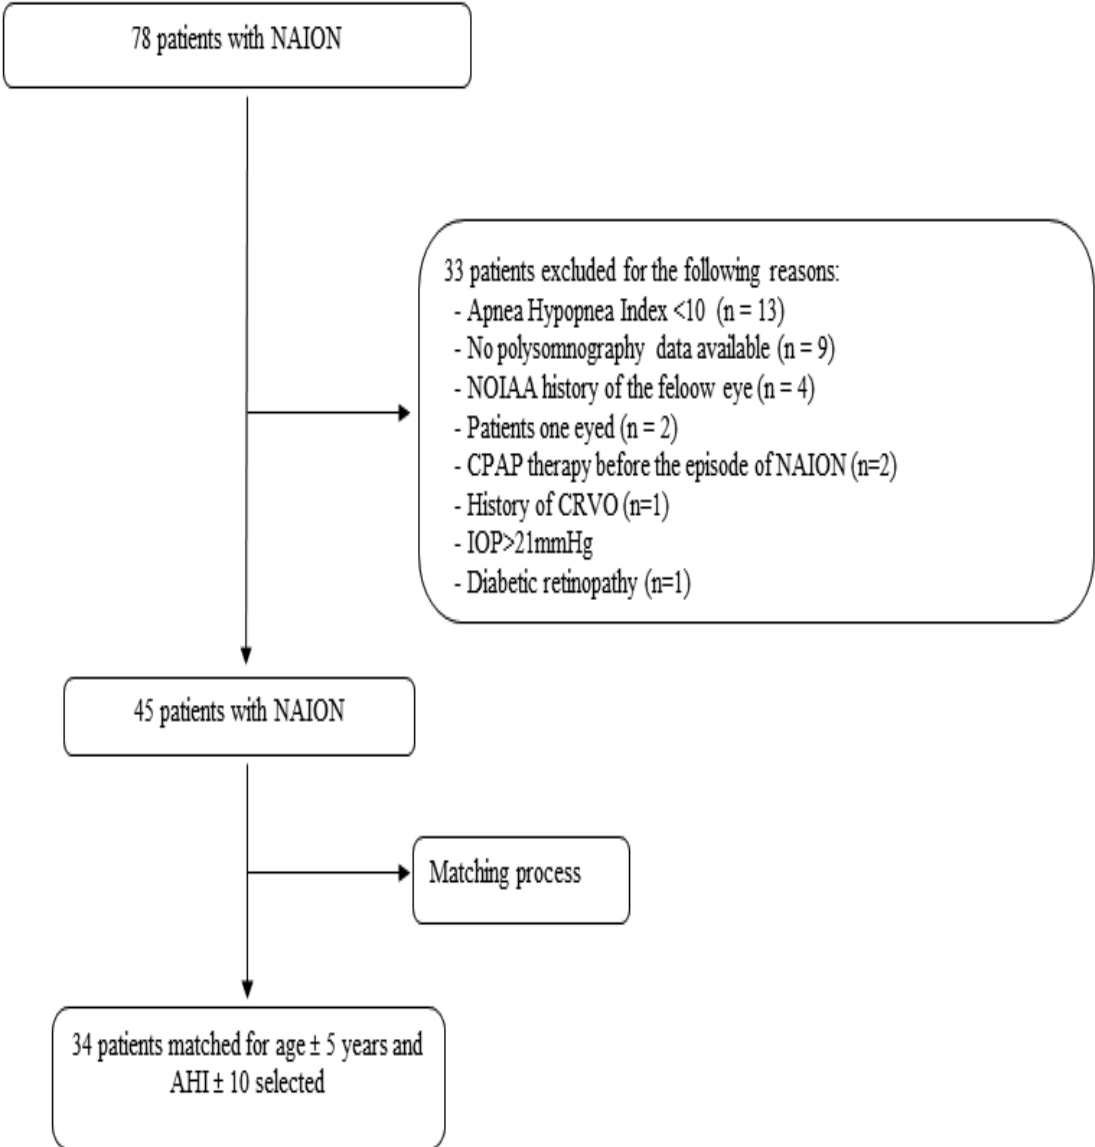 78 patients with NAION
33 patients excluded for the following reasons:
- Apnea Hypopnea Index <10 (n = 13)
- No polysomnography data available (n = 9)
- NOIAA history of the feloow eye (n = 4)
- Patients one eyed (n = 2)
- CPAP therapy before the episode of NAION (n=2)
- History of CRVO (n=1)
- IOP>21mmHg
- Diabetic retinopathy (n=1)
45 patients with NAION
Matching process
34 patients matched for age ± 5 years and
AHI ± 10 selected